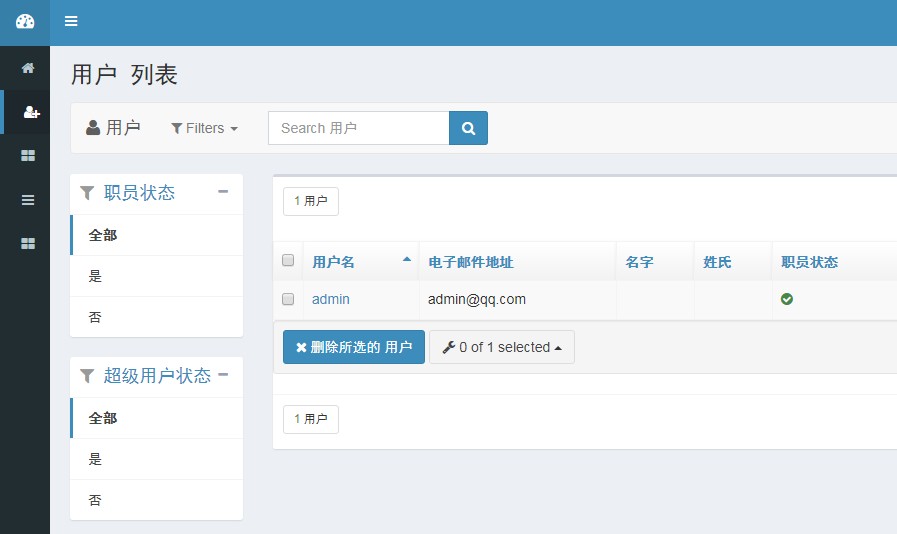 用户 列表
用户 Filters Search 用户
职员状态
全部
是
否
超级用户状态
全部
是
否
1 用户
用户名 电子邮件地址 名字 姓氏 职员状态
admin admin@qq.com
删除所选的 用户 0 of 1 selected
1 用户